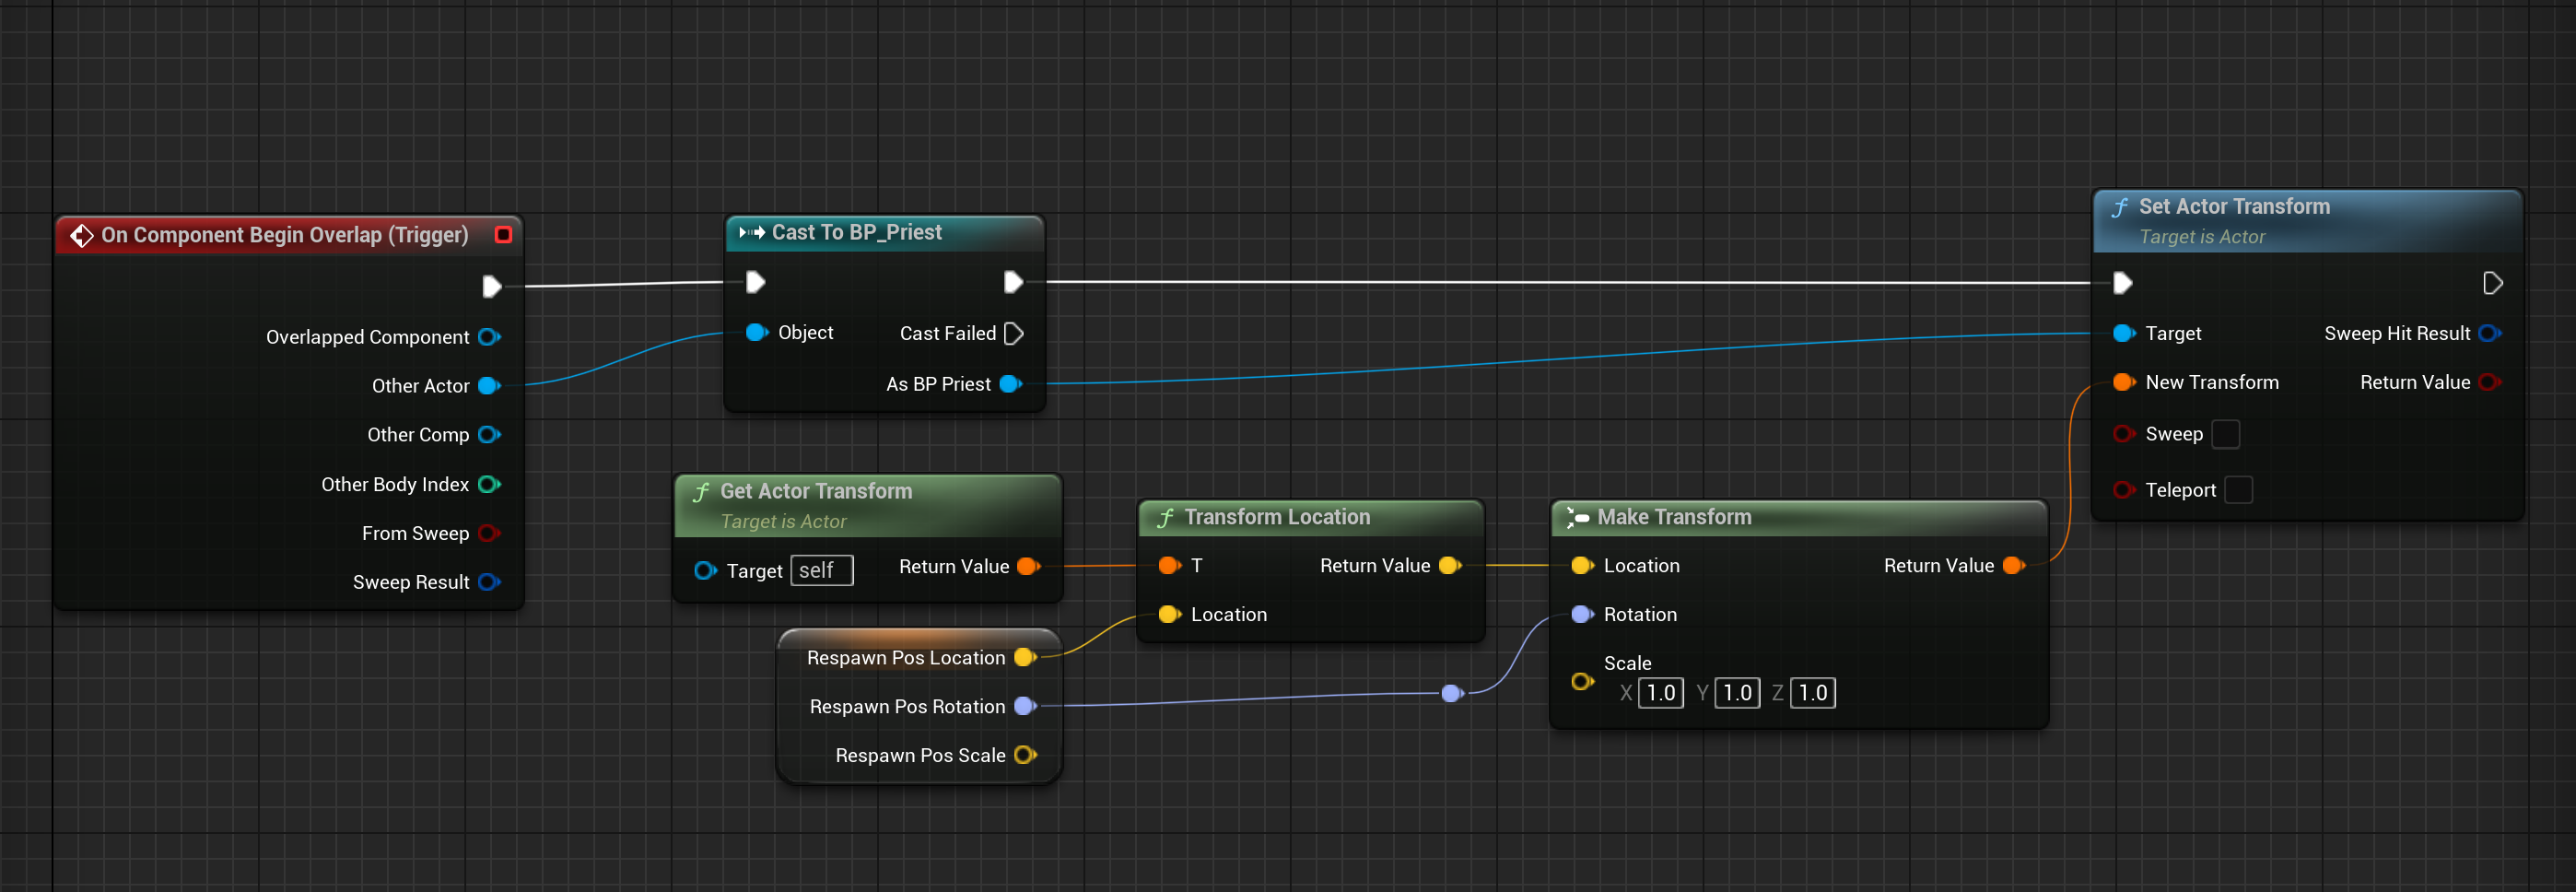 On Component Begin Overlap (Trigger)
Overlapped Component
Other Actor
Other Comp
Other Body Index
From Sweep
Sweep Result
Cast To BP_Priest
Object
Cast Failed
As BP Priest
Get Actor Transform
Target is Actor
Target self
Return Value
Respawn Pos Location
Respawn Pos Rotation
Respawn Pos Scale
Transform Location
T
Return Value
Location
Make Transform
Location
Return Value
Rotation
Scale
X 1.0 Y 1.0 Z 1.0
Set Actor Transform
Target is Actor
Target
Sweep Hit Result
New Transform
Return Value
Sweep
Teleport